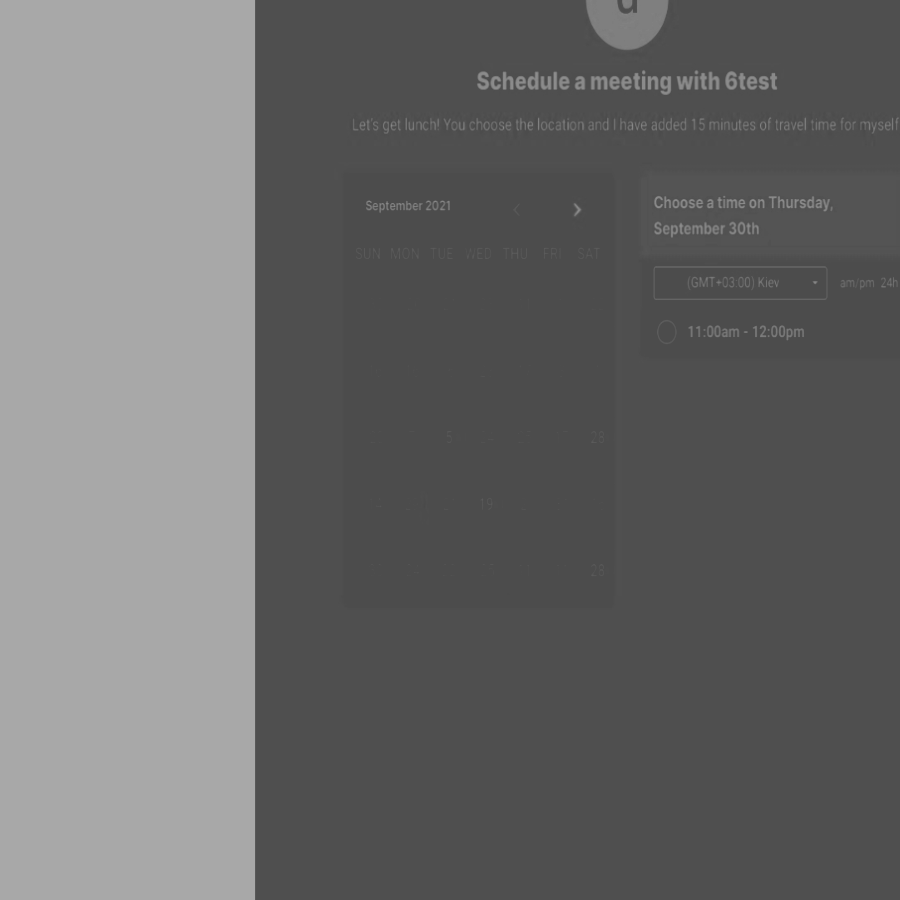 Schedule a meeting with 6test
Let's get lunch! You choose the location and I have added 15 minutes of travel time for myself
September 2021
SUN MON TUE WED THU FRI SAT
Choose a time on Thursday,
September 30th
(GMT+03:00) Kiev
am/pm 24h
11:00am - 12:00pm
19